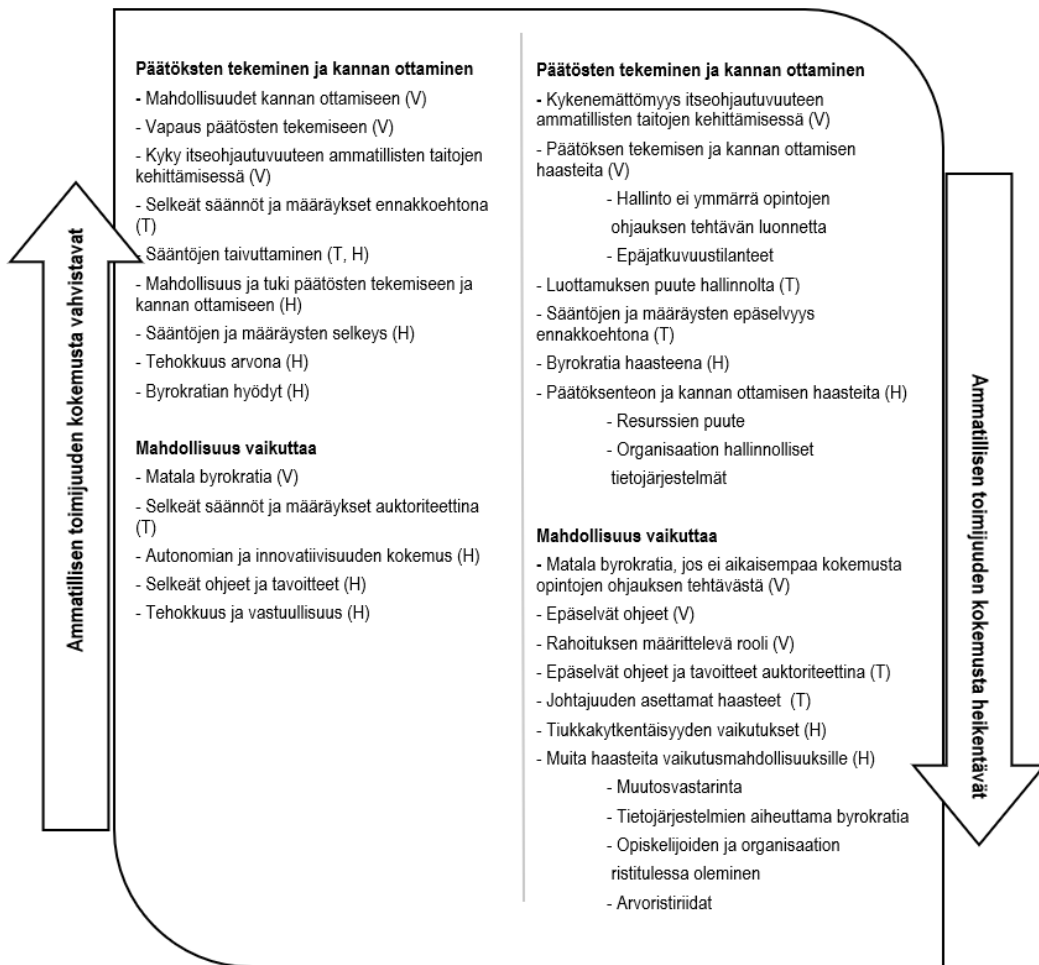 Ammatillisen toimijuuden kokemusta vahvistavat
Päätöksten tekeminen ja kannan ottaminen
- Mahdollisuudet kannan ottamiseen (V)
- Vapaus päätösten tekemiseen (V)
- Kyky itseohjautuvuuteen ammatillisten taitojen
kehittämisessä (V)
- Selkeät säännöt ja määräykset ennakkoehtona
(T)
- Sääntöjen taivuttaminen (T, H)
- Mahdollisuus ja tuki päätösten tekemiseen ja
kannan ottamiseen (H)
- Sääntöjen ja määräysten selkeys (H)
- Tehokkuus arvona (H)
- Byrokratian hyödyt (H)
Mahdollisuus vaikuttaa
- Matala byrokratia (V)
- Selkeät säännöt ja määräykset auktoriteettina
(T)
- Autonomian ja innovatiivisuuden kokemus (H)
- Selkeät ohjeet ja tavoitteet (H)
- Tehokkuus ja vastuullisuus (H)
Päätösten tekeminen ja kannan ottaminen
- Kykenemättömyys itseohjautuvuuteen
ammatillisten taitojen kehittämisessä (V)
- Päätöksen tekemisen ja kannan ottamisen
haasteita (V)
- Hallinto ei ymmärrä opintojen
ohjauksen tehtävän luonnetta
- Epäjatkuvuustilanteet
- Luottamuksen puute hallinnolta (T)
- Sääntöjen ja määräysten epäselvyys
ennakkoehtona (T)
- Byrokratia haasteena (H)
- Päätöksenteon ja kannan ottamisen haasteita (H)
- Resurssien puute
- Organisaation hallinnolliset
tietojärjestelmät
Mahdollisuus vaikuttaa
- Matala byrokratia, jos ei aikaisempaa kokemusta
opintojen ohjauksen tehtävästä (V)
- Epäselvät ohjeet (V)
- Rahoituksen määrittelevä rooli (V)
- Epäselvät ohjeet ja tavoitteet auktoriteettina (T)
- Johtajuuden asettamat haasteet (T)
- Tiukkakytkentäisyyden vaikutukset (H)
- Muita haasteita vaikutusmahdollisuuksille (H)
- Muutosvastarinta
- Tietojärjestelmien aiheuttama byrokratia
- Opiskelijoiden ja organisaation
ristitulessa oleminen
- Arvoristiriidat
Ammatillisen toimijuuden kokemusta heikentävät